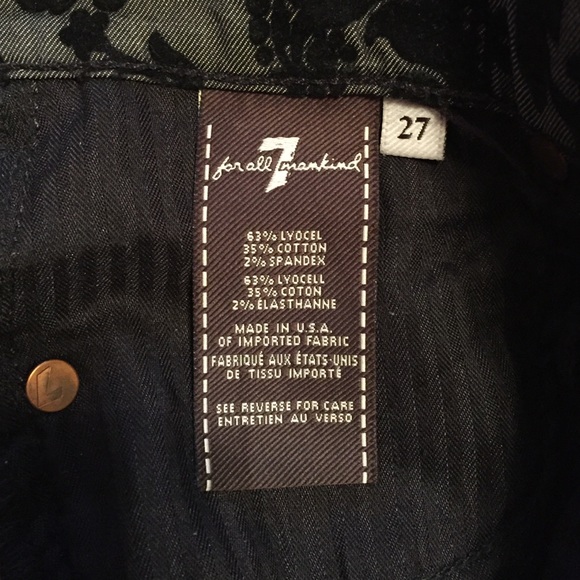 27
for all 7 mankind
63% LYOCEL
35% COTTON
2% SPANDEX
63% LYOCELL
35% COTON
2% ÉLASTHANNE
MADE IN U.S.A.
OF IMPORTED FABRIC
FABRIQUÉ AUX ÉTATS-UNIS
DE TISSU IMPORTÉ
SEE REVERSE FOR CARE
ENTRETIEN AU VERSO